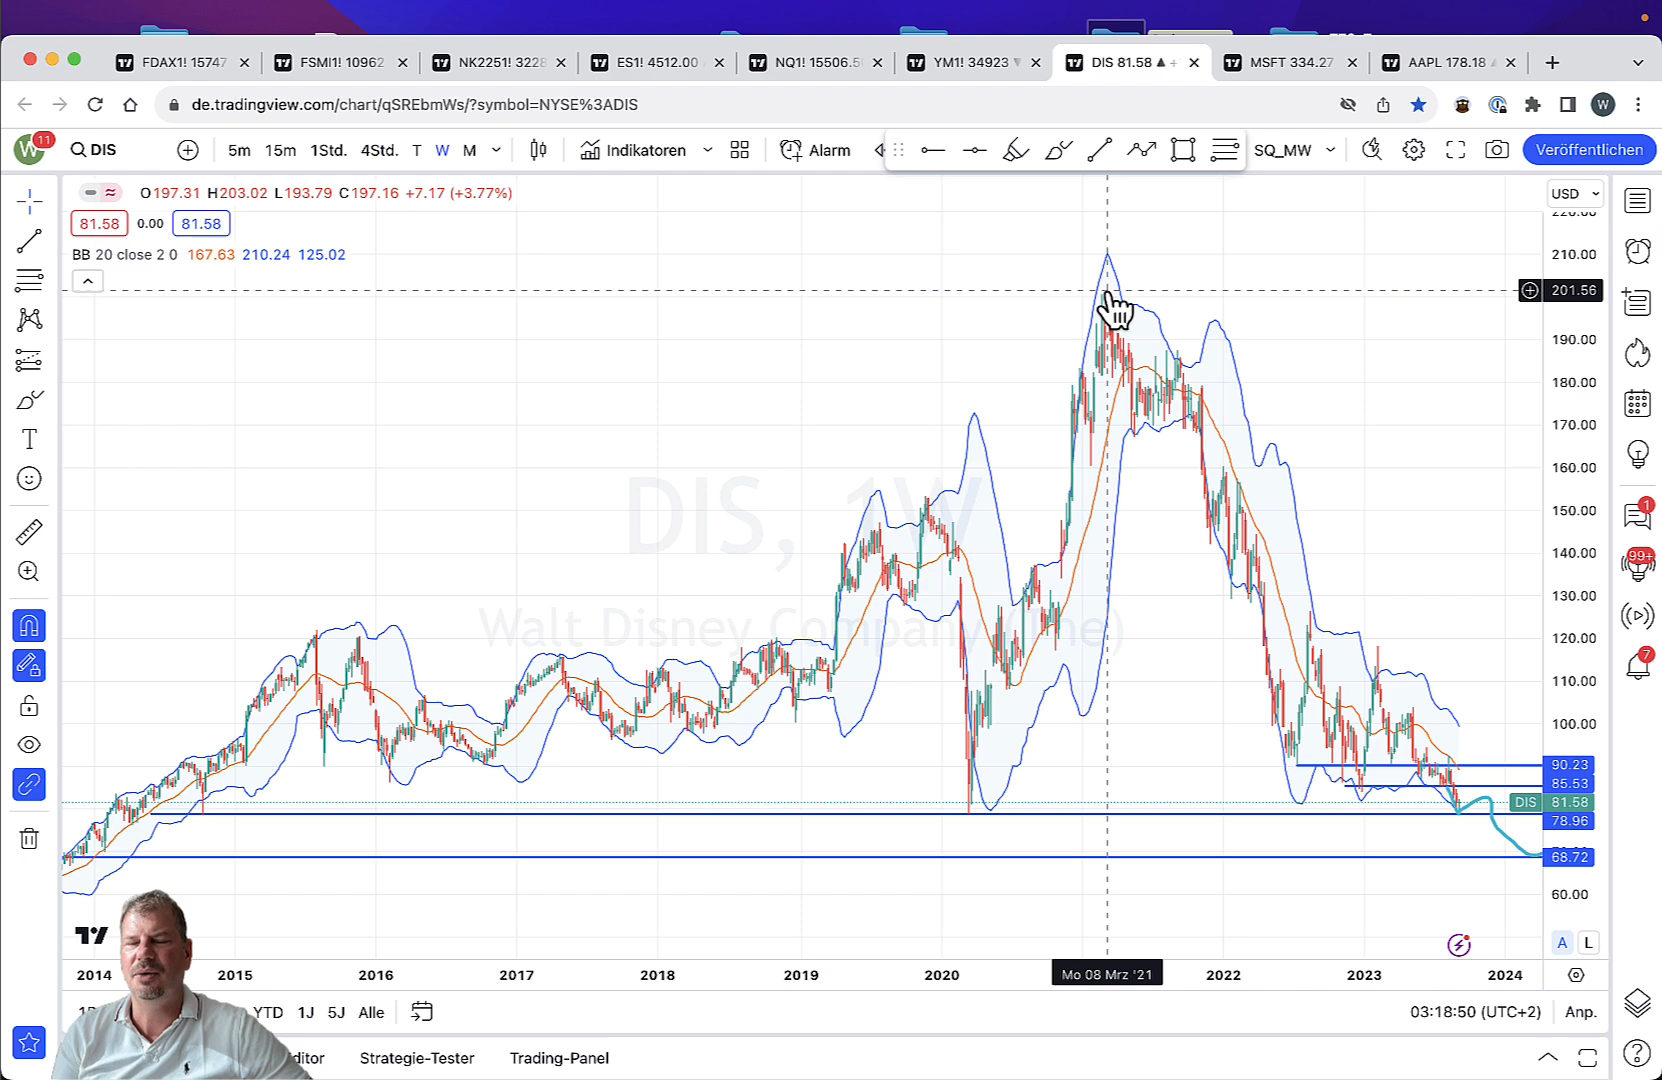 FDAX1! 15747
FSMI1! 10962
NK2251! 3228
ES1! 4512.00
NQ1! 15506.5
YM1! 34923
DIS 81.58 ▲ +
MSFT 334.27
AAPL 178.18
de.tradingview.com/chart/qSREbmWs/?symbol=NYSE%3ADIS
W
W 11
DIS
5m 15m 1Std. 4Std. T W M
Indikatoren
Alarm
SQ_MW
Veröffentlichen
O197.31 H203.02 L193.79 C197.16 +7.17 (+3.77%)
USD
81.58 0.00 81.58
BB 20 close 2 0 167.63 210.24 125.02
220.00
210.00
201.56
190.00
180.00
170.00
160.00
150.00
140.00
130.00
120.00
110.00
100.00
90.23
85.53
DIS 81.58
78.96
68.72
60.00
DIS, 1W
Walt Disney Company (The)
1
99+
7
A L
2014 2015 2016 2017 2018 2019 2020 Mo 08 Mrz '21 2022 2023 2024
YTD 1J 5J Alle
03:18:50 (UTC+2) Anp.
ditor Strategie-Tester Trading-Panel